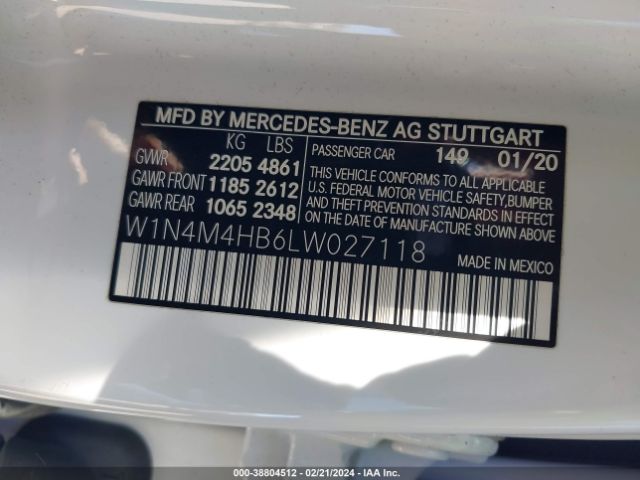 MFD BY MERCEDES-BENZ AG STUTTGART
KG LBS
GVWR 2205 4861
GAWR FRONT 1185 2612
GAWR REAR 1065 2348
PASSENGER CAR 149 01/20
THIS VEHICLE CONFORMS TO ALL APPLICABLE
U.S. FEDERAL MOTOR VEHICLE SAFETY, BUMPER
AND THEFT PREVENTION STANDARDS IN EFFECT
ON THE DATE OF MANUFACTURE SHOWN ABOVE.
W1N4M4HB6LW027118
MADE IN MEXICO
000-38804512 - 02/21/2024 - IAA Inc.